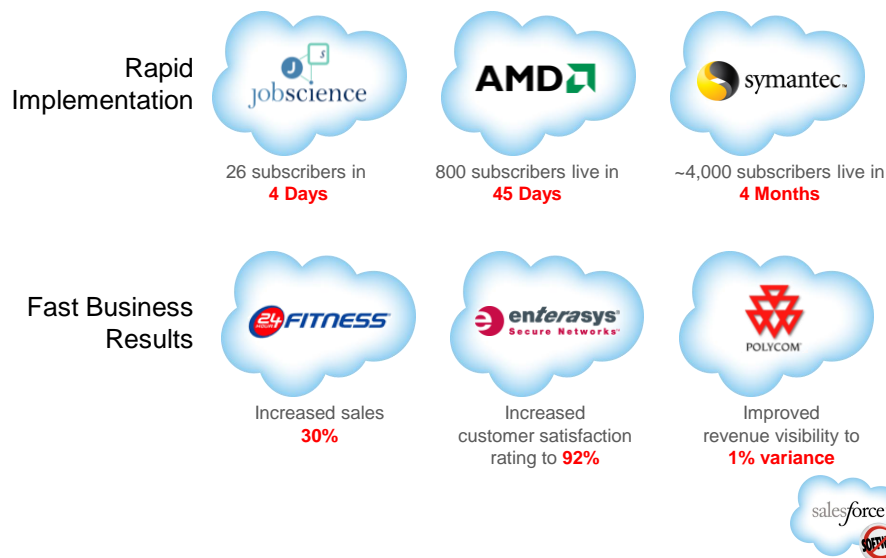 Rapid
Implementation
J
S
jobscience
AMD
symantec™
26 subscribers in
4 Days
800 subscribers live in
45 Days
~4,000 subscribers live in
4 Months
Fast Business
Results
24
HOUR
FITNESS
e enterasys®
Secure Networks™
POLYCOM®
Increased sales
30%
Increased
customer satisfaction
rating to 92%
Improved
revenue visibility to
1% variance
salesforce